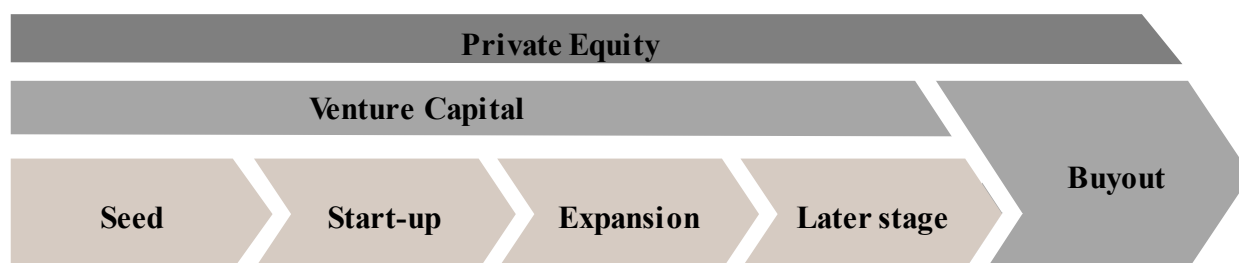 Private Equity
Venture Capital
Buyout
Seed
Start-up
Expansion
Later stage